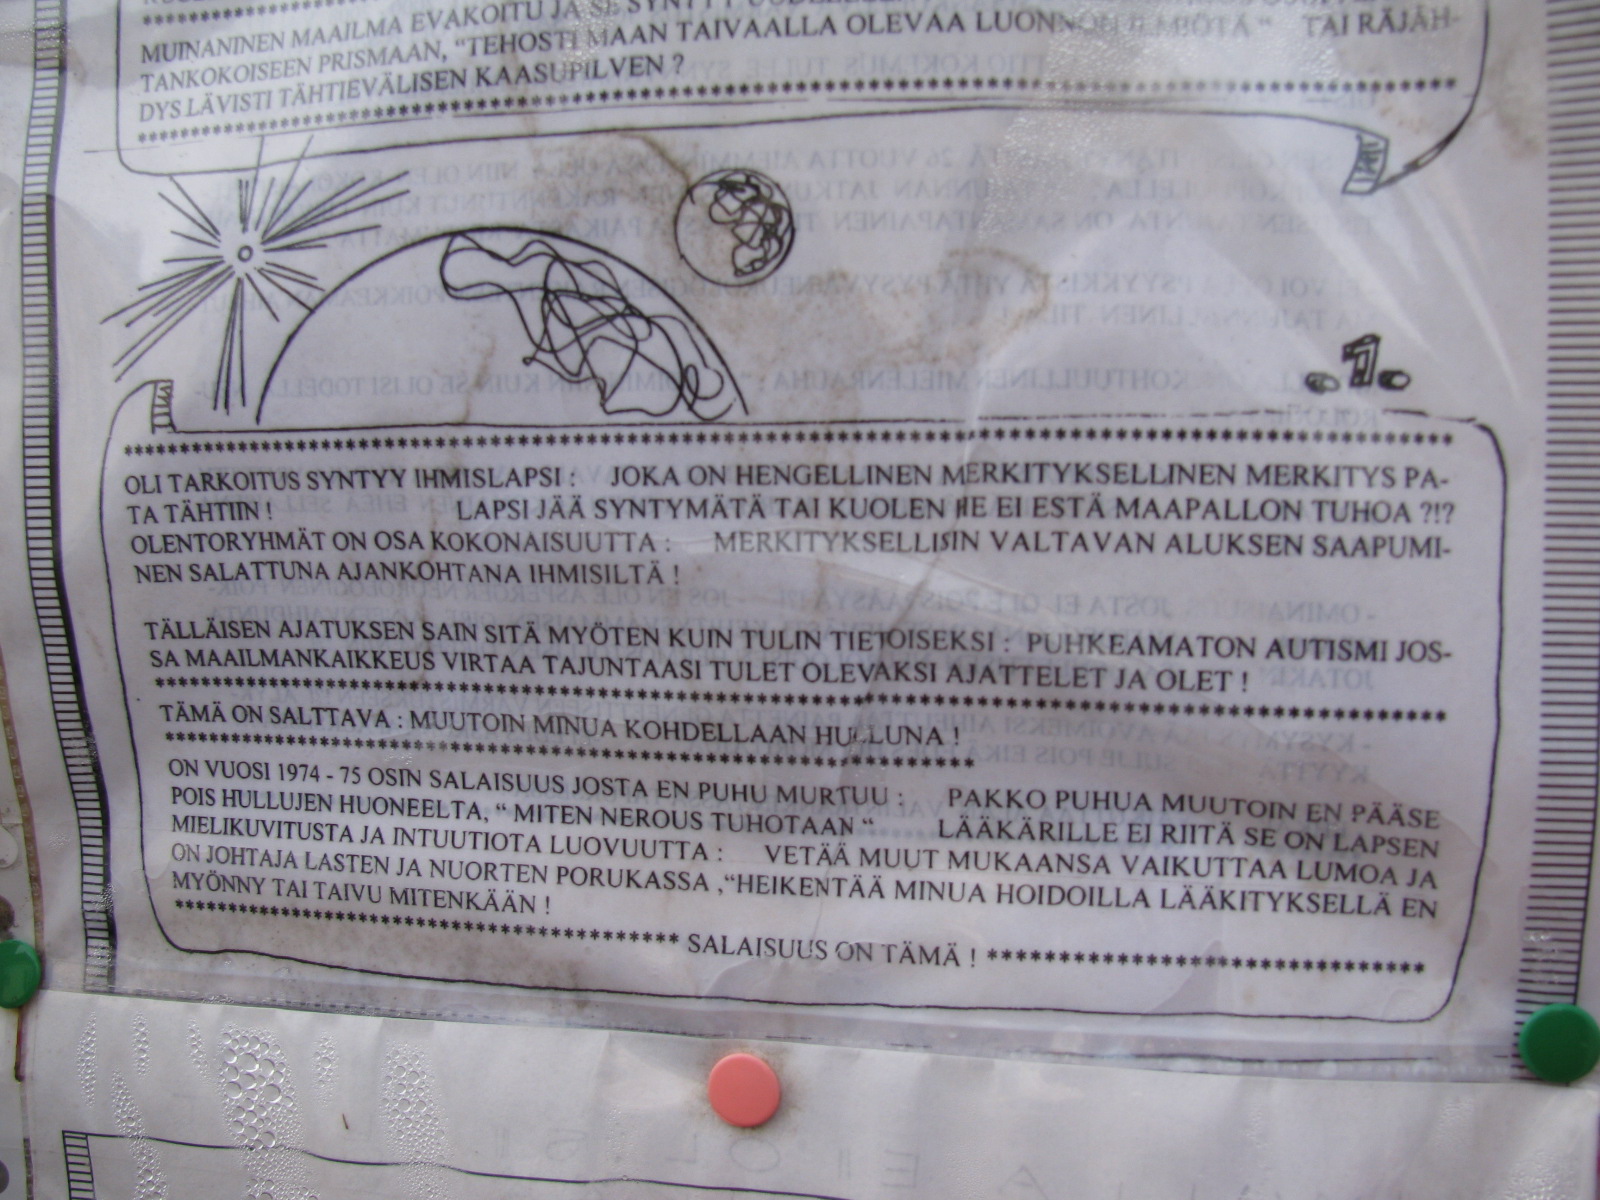 MUINANINEN MAAILMA EVAKOITU JA SE SYNTYY
TANKOKOISEEN PRISMAAN, “TEHOSTI MAAN TAIVAALLA OLEVAA LUONNON ILMIÖTÄ “ TAI RÄJÄH-
DYS LÄVISTI TÄHTIEVÄLISEN KAASUPILVEN ?
.1.
OLI TARKOITUS SYNTYY IHMISLAPSI : JOKA ON HENGELLINEN MERKITYKSELLINEN MERKITYS PA-
TA TÄHTIIN ! LAPSI JÄÄ SYNTYMÄTÄ TAI KUOLEN HE EI ESTÄ MAAPALLON TUHOA ?!?
OLENTORYHMÄT ON OSA KOKONAISUUTTA : MERKITYKSELLISIN VALTAVAN ALUKSEN SAAPUMI-
NEN SALATTUNA AJANKOHTANA IHMISILTÄ !
TÄLLÄISEN AJATUKSEN SAIN SITÄ MYÖTEN KUIN TULIN TIETOISEKSI : PUHKEAMATON AUTISMI JOS-
SA MAAILMANKAIKKEUS VIRTAA TAJUNTAASI TULET OLEVAKSI AJATTELET JA OLET !
TÄMÄ ON SALTTAVA : MUUTOIN MINUA KOHDELLAAN HULLUNA !
ON VUOSI 1974 - 75 OSIN SALAISUUS JOSTA EN PUHU MURTUU : PAKKO PUHUA MUUTOIN EN PÄÄSE
POIS HULLUJEN HUONEELTA, “ MITEN NEROUS TUHOTAAN “ LÄÄKÄRILLE EI RIITÄ SE ON LAPSEN
MIELIKUVITUSTA JA INTUUTIOTA LUOVUUTTA : VETÄÄ MUUT MUKAANSA VAIKUTTAA LUMOA JA
ON JOHTAJA LASTEN JA NUORTEN PORUKASSA ,“HEIKENTÄÄ MINUA HOIDOILLA LÄÄKITYKSELLÄ EN
MYÖNNY TAI TAIVU MITENKÄÄN !
SALAISUUS ON TÄMÄ !